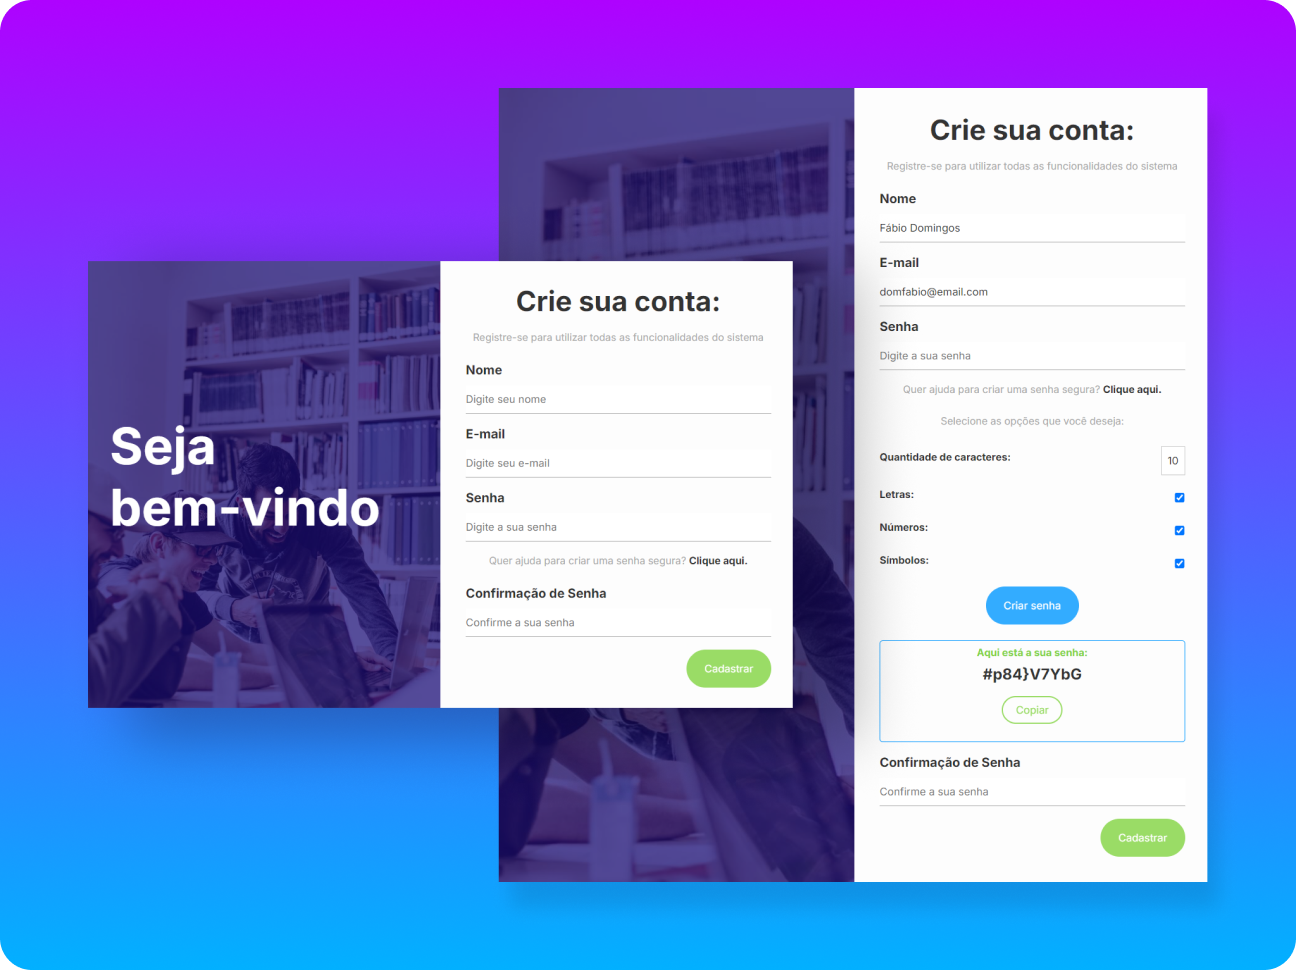 Seja
bem-vindo
Crie sua conta:
Registre-se para utilizar todas as funcionalidades do sistema
Nome
Digite seu nome
E-mail
Digite seu e-mail
Senha
Digite a sua senha
Quer ajuda para criar uma senha segura? Clique aqui.
Confirmação de Senha
Confirme a sua senha
Cadastrar
Crie sua conta:
Registre-se para utilizar todas as funcionalidades do sistema
Nome
Fábio Domingos
E-mail
domfabio@email.com
Senha
Digite a sua senha
Quer ajuda para criar uma senha segura? Clique aqui.
Selecione as opções que você deseja:
Quantidade de caracteres: 10
Letras:
Números:
Símbolos:
Criar senha
Aqui está a sua senha:
#p84}V7YbG
Copiar
Confirmação de Senha
Confirme a sua senha
Cadastrar